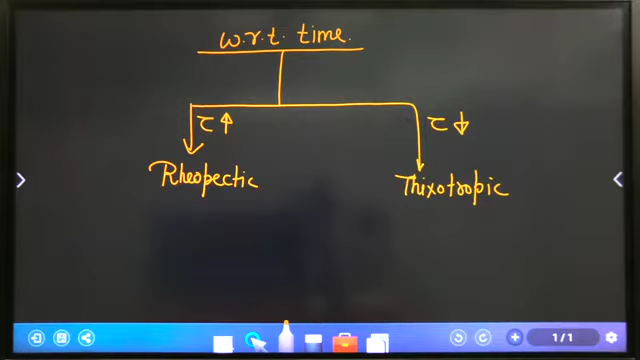 w.r.t. time.
τ ↑
τ ↓
Rheopectic
Thixotropic
1/1